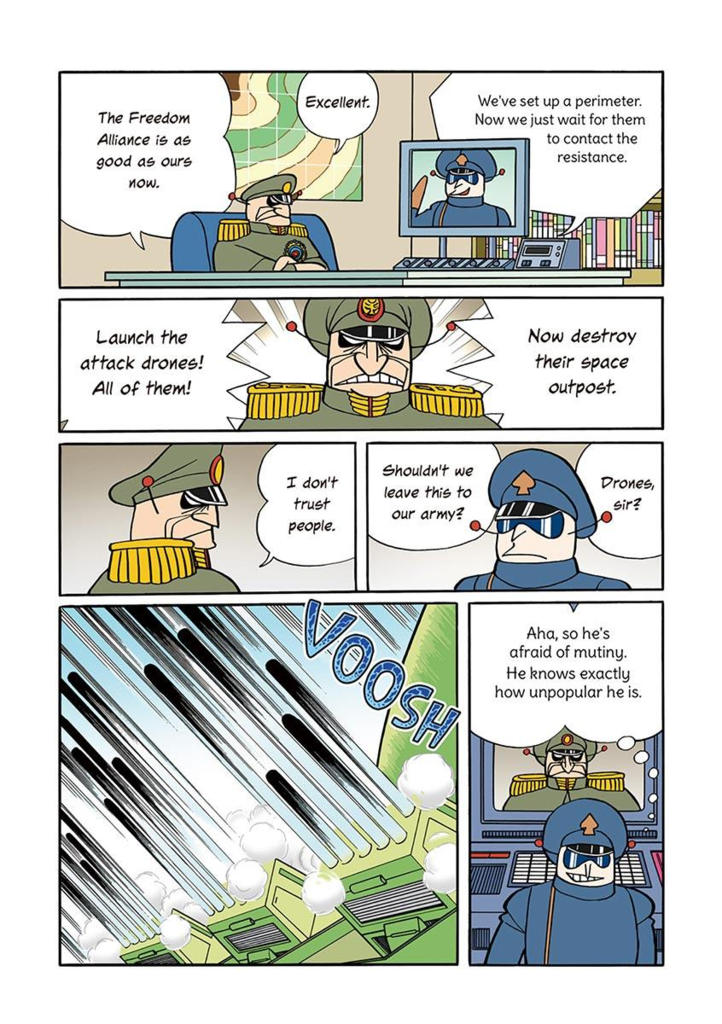 We've set up a perimeter.
Now we just wait for them
to contact the
resistance.
Excellent.
The Freedom
Alliance is as
good as ours
now.
Now destroy
their space
outpost.
Launch the
attack drones!
All of them!
Drones,
sir?
Shouldn't we
leave this to
our army?
I don't
trust
people.
Aha, so he's
afraid of mutiny.
He knows exactly
how unpopular he is.
VOOSH